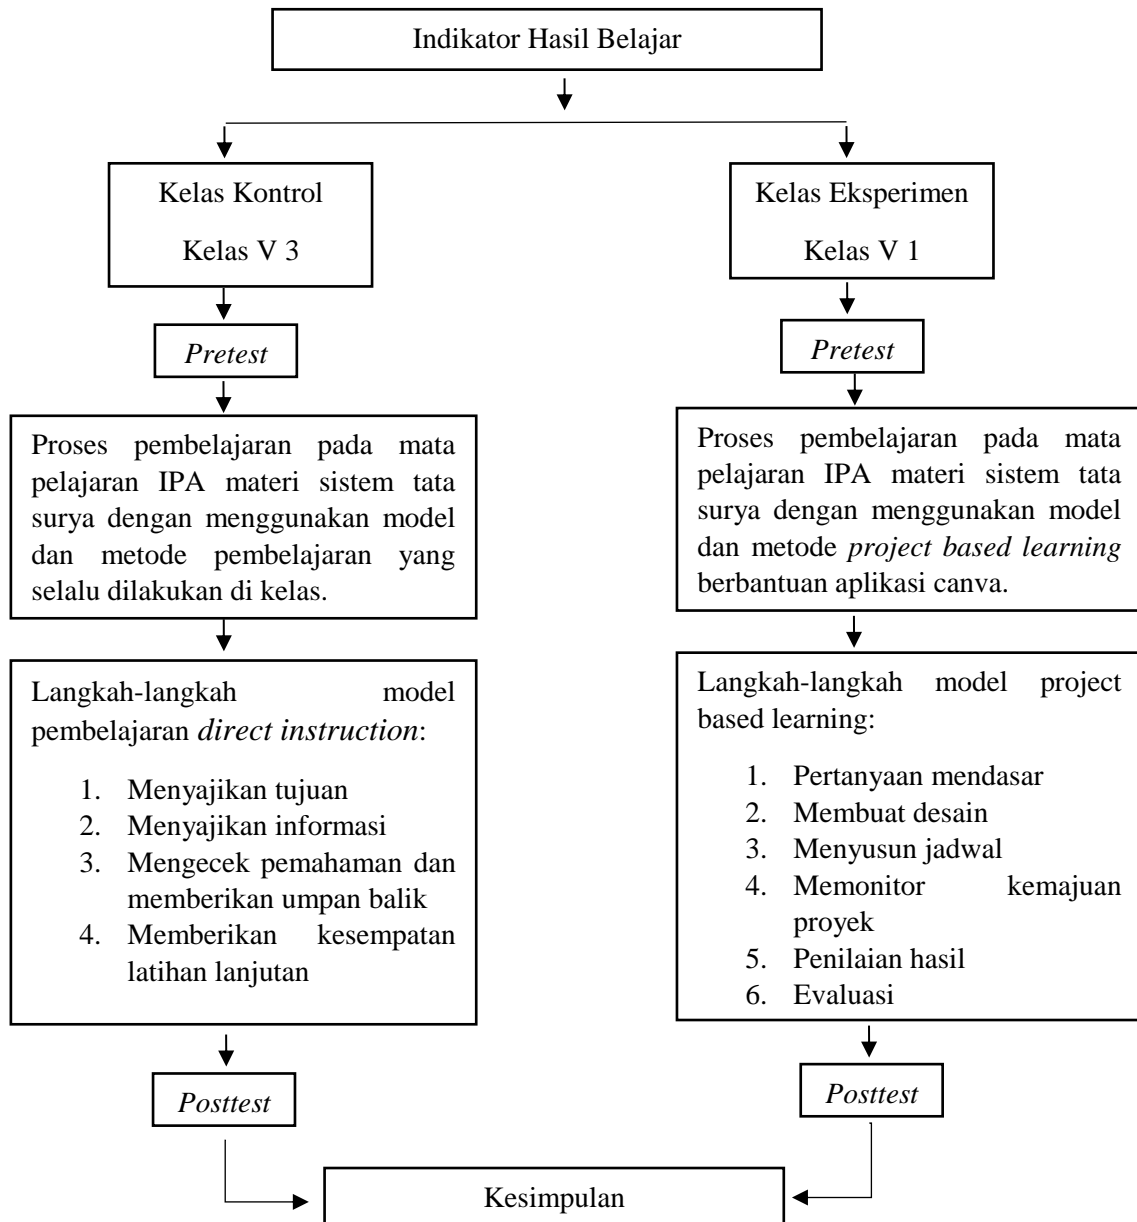 Indikator Hasil Belajar
Kelas Kontrol
Kelas V 3
Kelas Eksperimen
Kelas V 1
Pretest
Pretest
Proses pembelajaran pada mata
pelajaran IPA materi sistem tata
surya dengan menggunakan model
dan metode pembelajaran yang
selalu dilakukan di kelas.
Proses pembelajaran pada mata
pelajaran IPA materi sistem tata
surya dengan menggunakan model
dan metode project based learning
berbantuan aplikasi canva.
Langkah-langkah model
pembelajaran direct instruction:
1. Menyajikan tujuan
2. Menyajikan informasi
3. Mengecek pemahaman dan
memberikan umpan balik
4. Memberikan kesempatan
latihan lanjutan
Langkah-langkah model project
based learning:
1. Pertanyaan mendasar
2. Membuat desain
3. Menyusun jadwal
4. Memonitor kemajuan
proyek
5. Penilaian hasil
6. Evaluasi
Posttest
Posttest
Kesimpulan